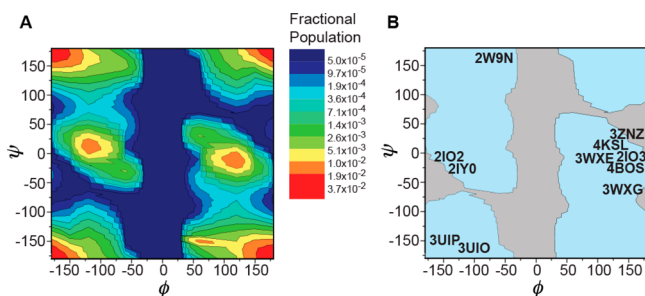 A
Fractional
Population
5.0x10⁻⁵
9.7x10⁻⁵
1.9x10⁻⁴
3.6x10⁻⁴
7.1x10⁻⁴
1.4x10⁻³
2.6x10⁻³
5.1x10⁻³
1.0x10⁻²
1.9x10⁻²
3.7x10⁻²
150
100
50
0
-50
-100
-150
ψ
-150 -100 -50 0 50 100 150
ϕ
B
2W9N
3ZNZ
4KSL
2IO2 3WXE 2IO3
2IY0 4BOS
3WXG
3UIP
3UIO
150
100
50
0
-50
-100
-150
ψ
-150 -100 -50 0 50 100 150
ϕ